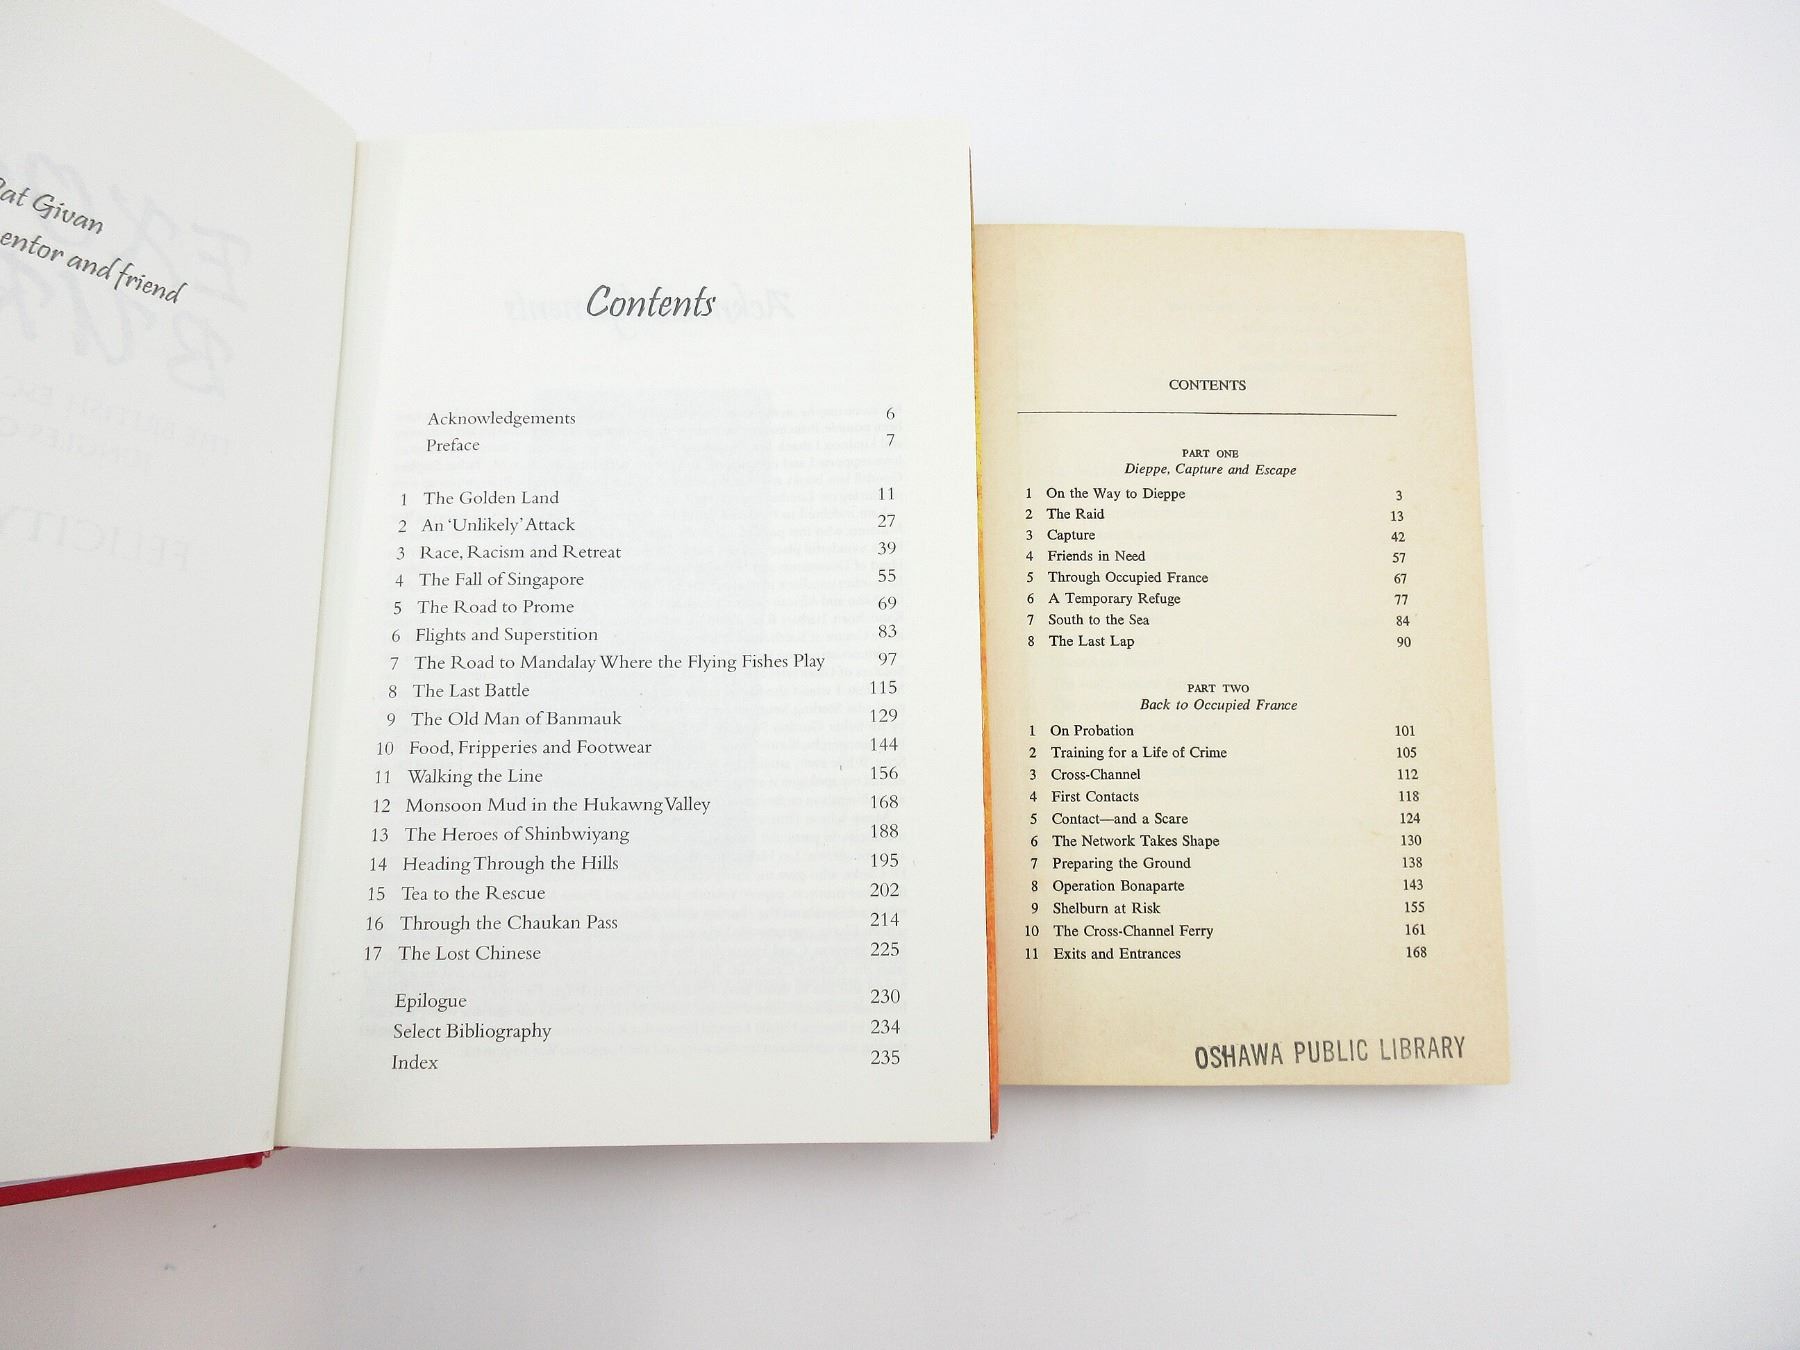 Pat Givan
entor and friend
Contents
Acknowledgements 6
Preface 7
1 The Golden Land 11
2 An ‘Unlikely’ Attack 27
3 Race, Racism and Retreat 39
4 The Fall of Singapore 55
5 The Road to Prome 69
6 Flights and Superstition 83
7 The Road to Mandalay Where the Flying Fishes Play 97
8 The Last Battle 115
9 The Old Man of Banmauk 129
10 Food, Fripperies and Footwear 144
11 Walking the Line 156
12 Monsoon Mud in the Hukawng Valley 168
13 The Heroes of Shinbwiyang 188
14 Heading Through the Hills 195
15 Tea to the Rescue 202
16 Through the Chaukan Pass 214
17 The Lost Chinese 225
Epilogue 230
Select Bibliography 234
Index 235
CONTENTS
PART ONE
Dieppe, Capture and Escape
1 On the Way to Dieppe 3
2 The Raid 13
3 Capture 42
4 Friends in Need 57
5 Through Occupied France 67
6 A Temporary Refuge 77
7 South to the Sea 84
8 The Last Lap 90
PART TWO
Back to Occupied France
1 On Probation 101
2 Training for a Life of Crime 105
3 Cross-Channel 112
4 First Contacts 118
5 Contact—and a Scare 124
6 The Network Takes Shape 130
7 Preparing the Ground 138
8 Operation Bonaparte 143
9 Shelburn at Risk 155
10 The Cross-Channel Ferry 161
11 Exits and Entrances 168
OSHAWA PUBLIC LIBRARY